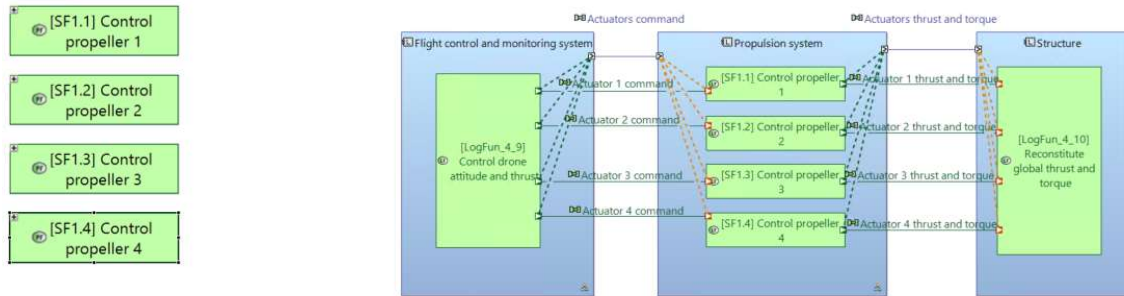 [SF1.1] Control
propeller 1
[SF1.2] Control
propeller 2
[SF1.3] Control
propeller 3
[SF1.4] Control
propeller 4
Actuators command
Actuators thrust and torque
Flight control and monitoring system
Propulsion system
Structure
[LogFun_4_9]
Control drone
attitude and thrust
Actuator 1 command
Actuator 2 command
Actuator 3 command
Actuator 4 command
[SF1.1] Control propeller
1
[SF1.2] Control propeller
2
[SF1.3] Control propeller
3
[SF1.4] Control propeller
4
Actuator 1 thrust and torque
Actuator 2 thrust and torque
Actuator 3 thrust and torque
Actuator 4 thrust and torque
[LogFun_4_10]
Reconstitute
global thrust and
torque